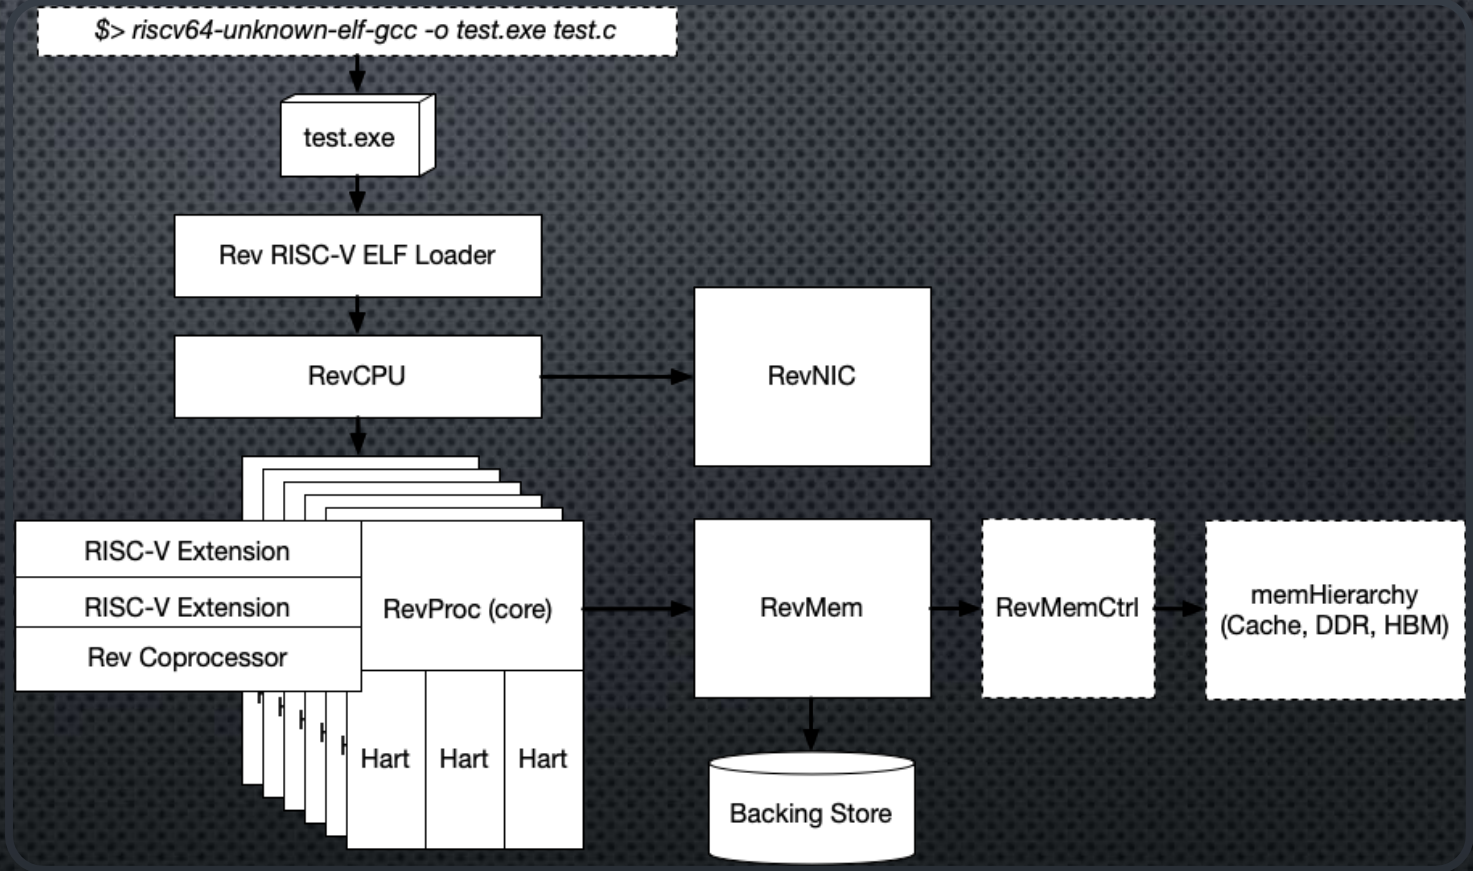 $> riscv64-unknown-elf-gcc -o test.exe test.c
test.exe
Rev RISC-V ELF Loader
RevCPU
RevNIC
RISC-V Extension
RISC-V Extension
Rev Coprocessor
RevProc (core)
Hart
Hart
Hart
RevMem
RevMemCtrl
memHierarchy
(Cache, DDR, HBM)
Backing Store